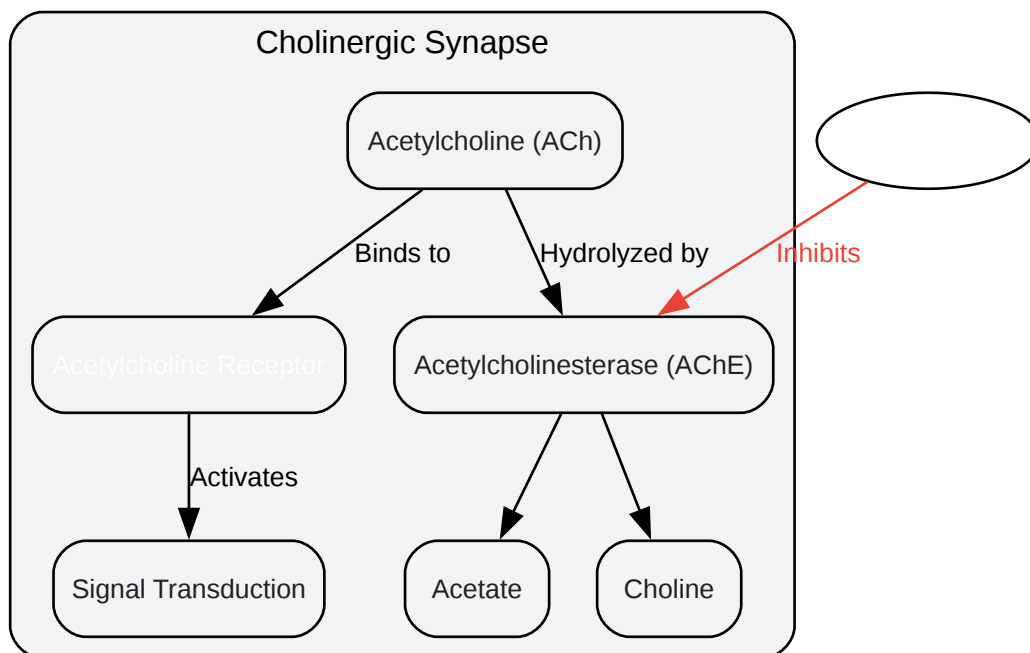 Cholinergic Synapse
Acetylcholine (ACh)
Binds to
Hydrolyzed by
Inhibits
Acetylcholine Receptor
Acetylcholinesterase (AChE)
Activates
Signal Transduction
Acetate
Choline